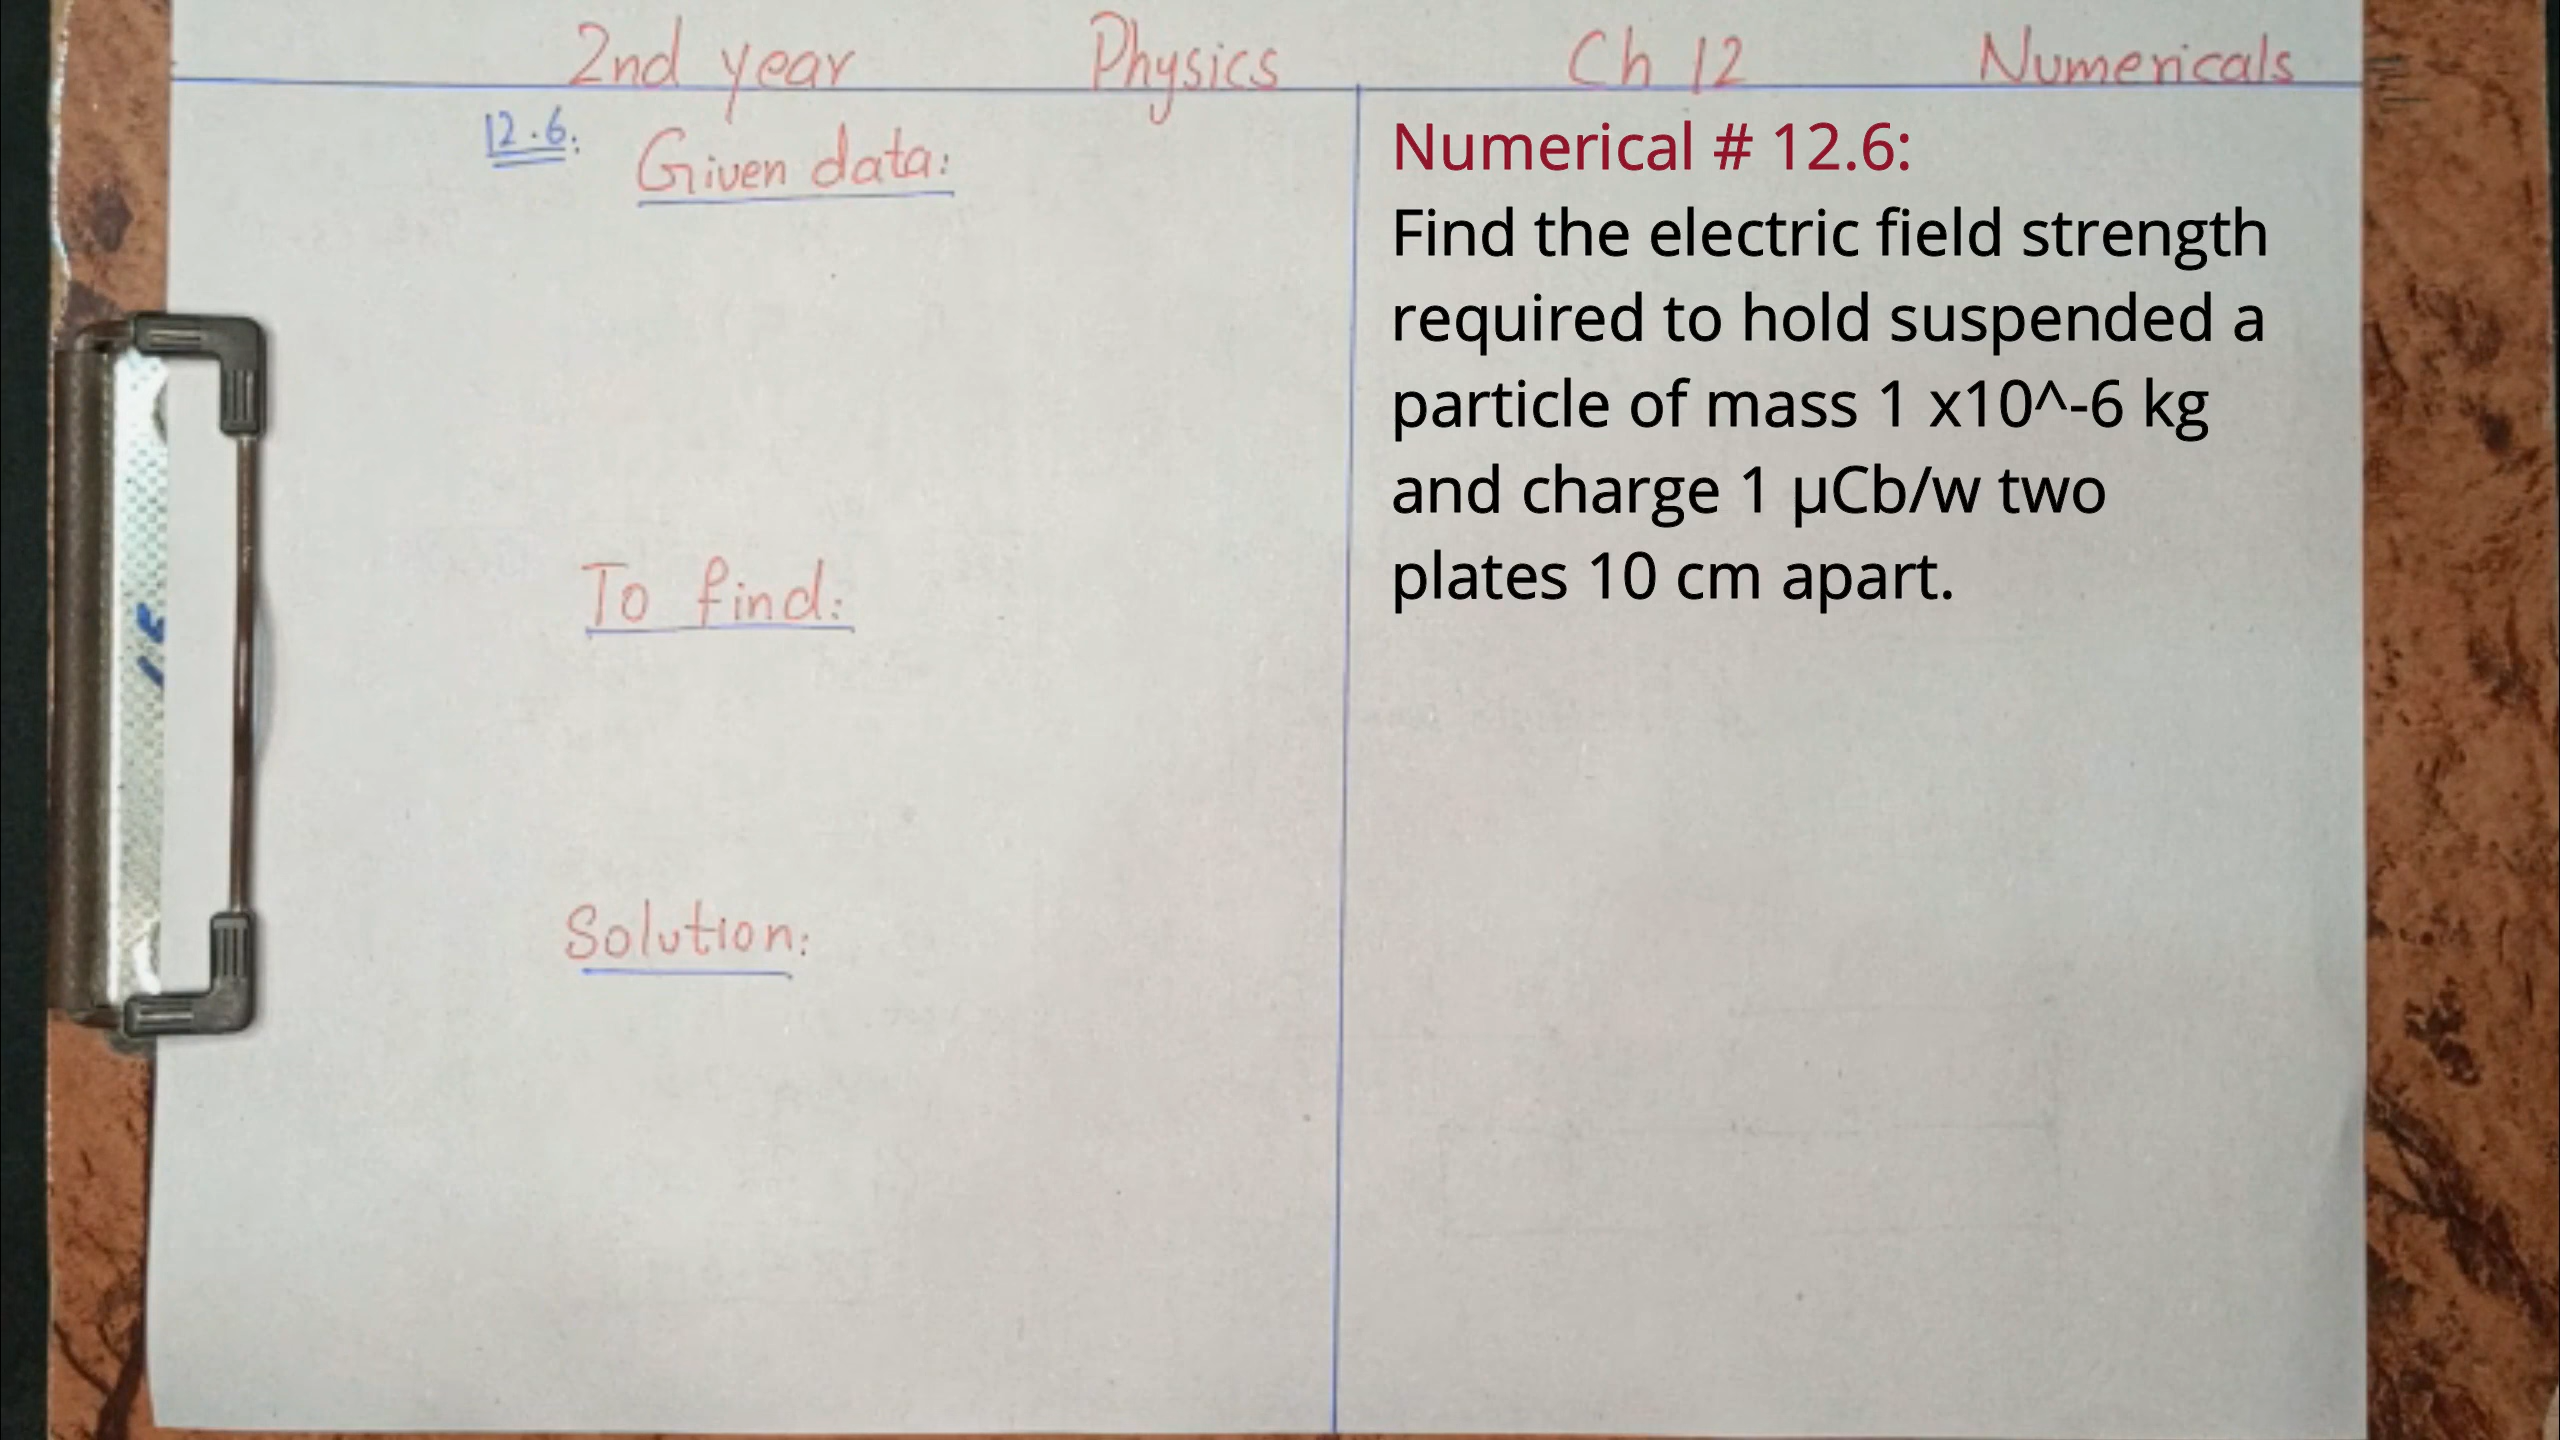 2nd year Physics Ch 12 Numericals
12.6:
Given data:
To find:
Solution:
Numerical # 12.6:
Find the electric field strength
required to hold suspended a
particle of mass 1 x10^-6 kg
and charge 1 µCb/w two
plates 10 cm apart.